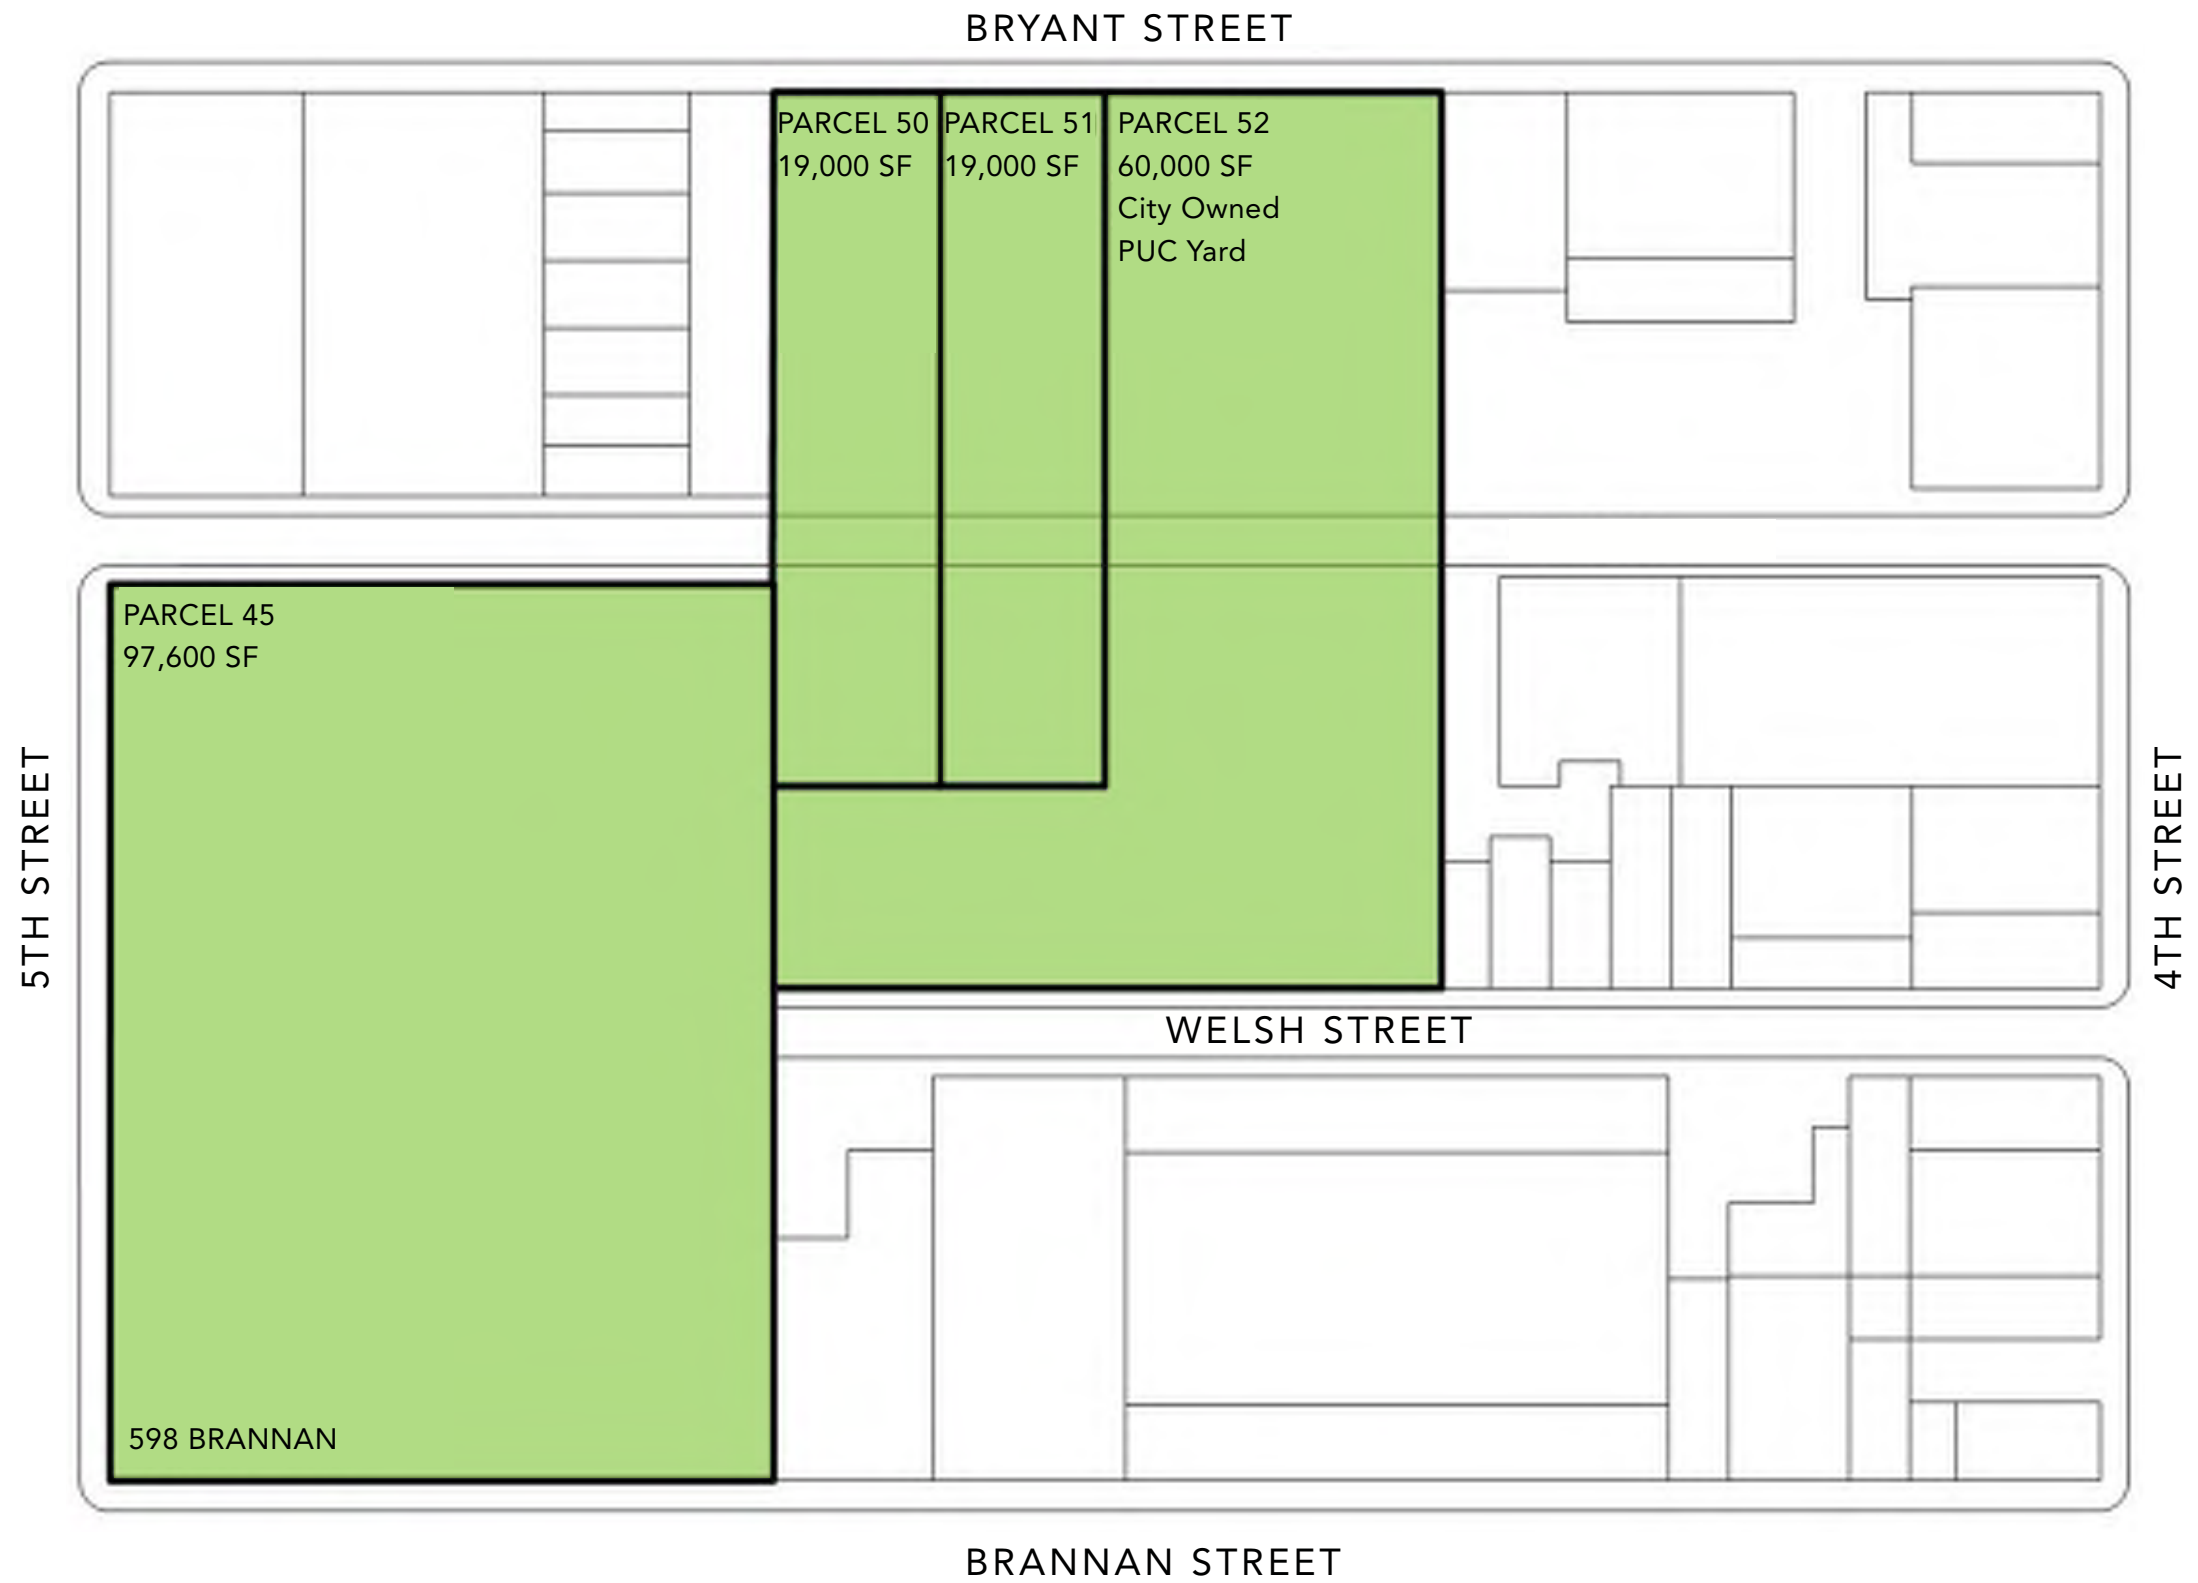 BRYANT STREET
PARCEL 50
19,000 SF
PARCEL 51
19,000 SF
PARCEL 52
60,000 SF
City Owned
PUC Yard
PARCEL 45
97,600 SF
5TH STREET
4TH STREET
WELSH STREET
598 BRANNAN
BRANNAN STREET